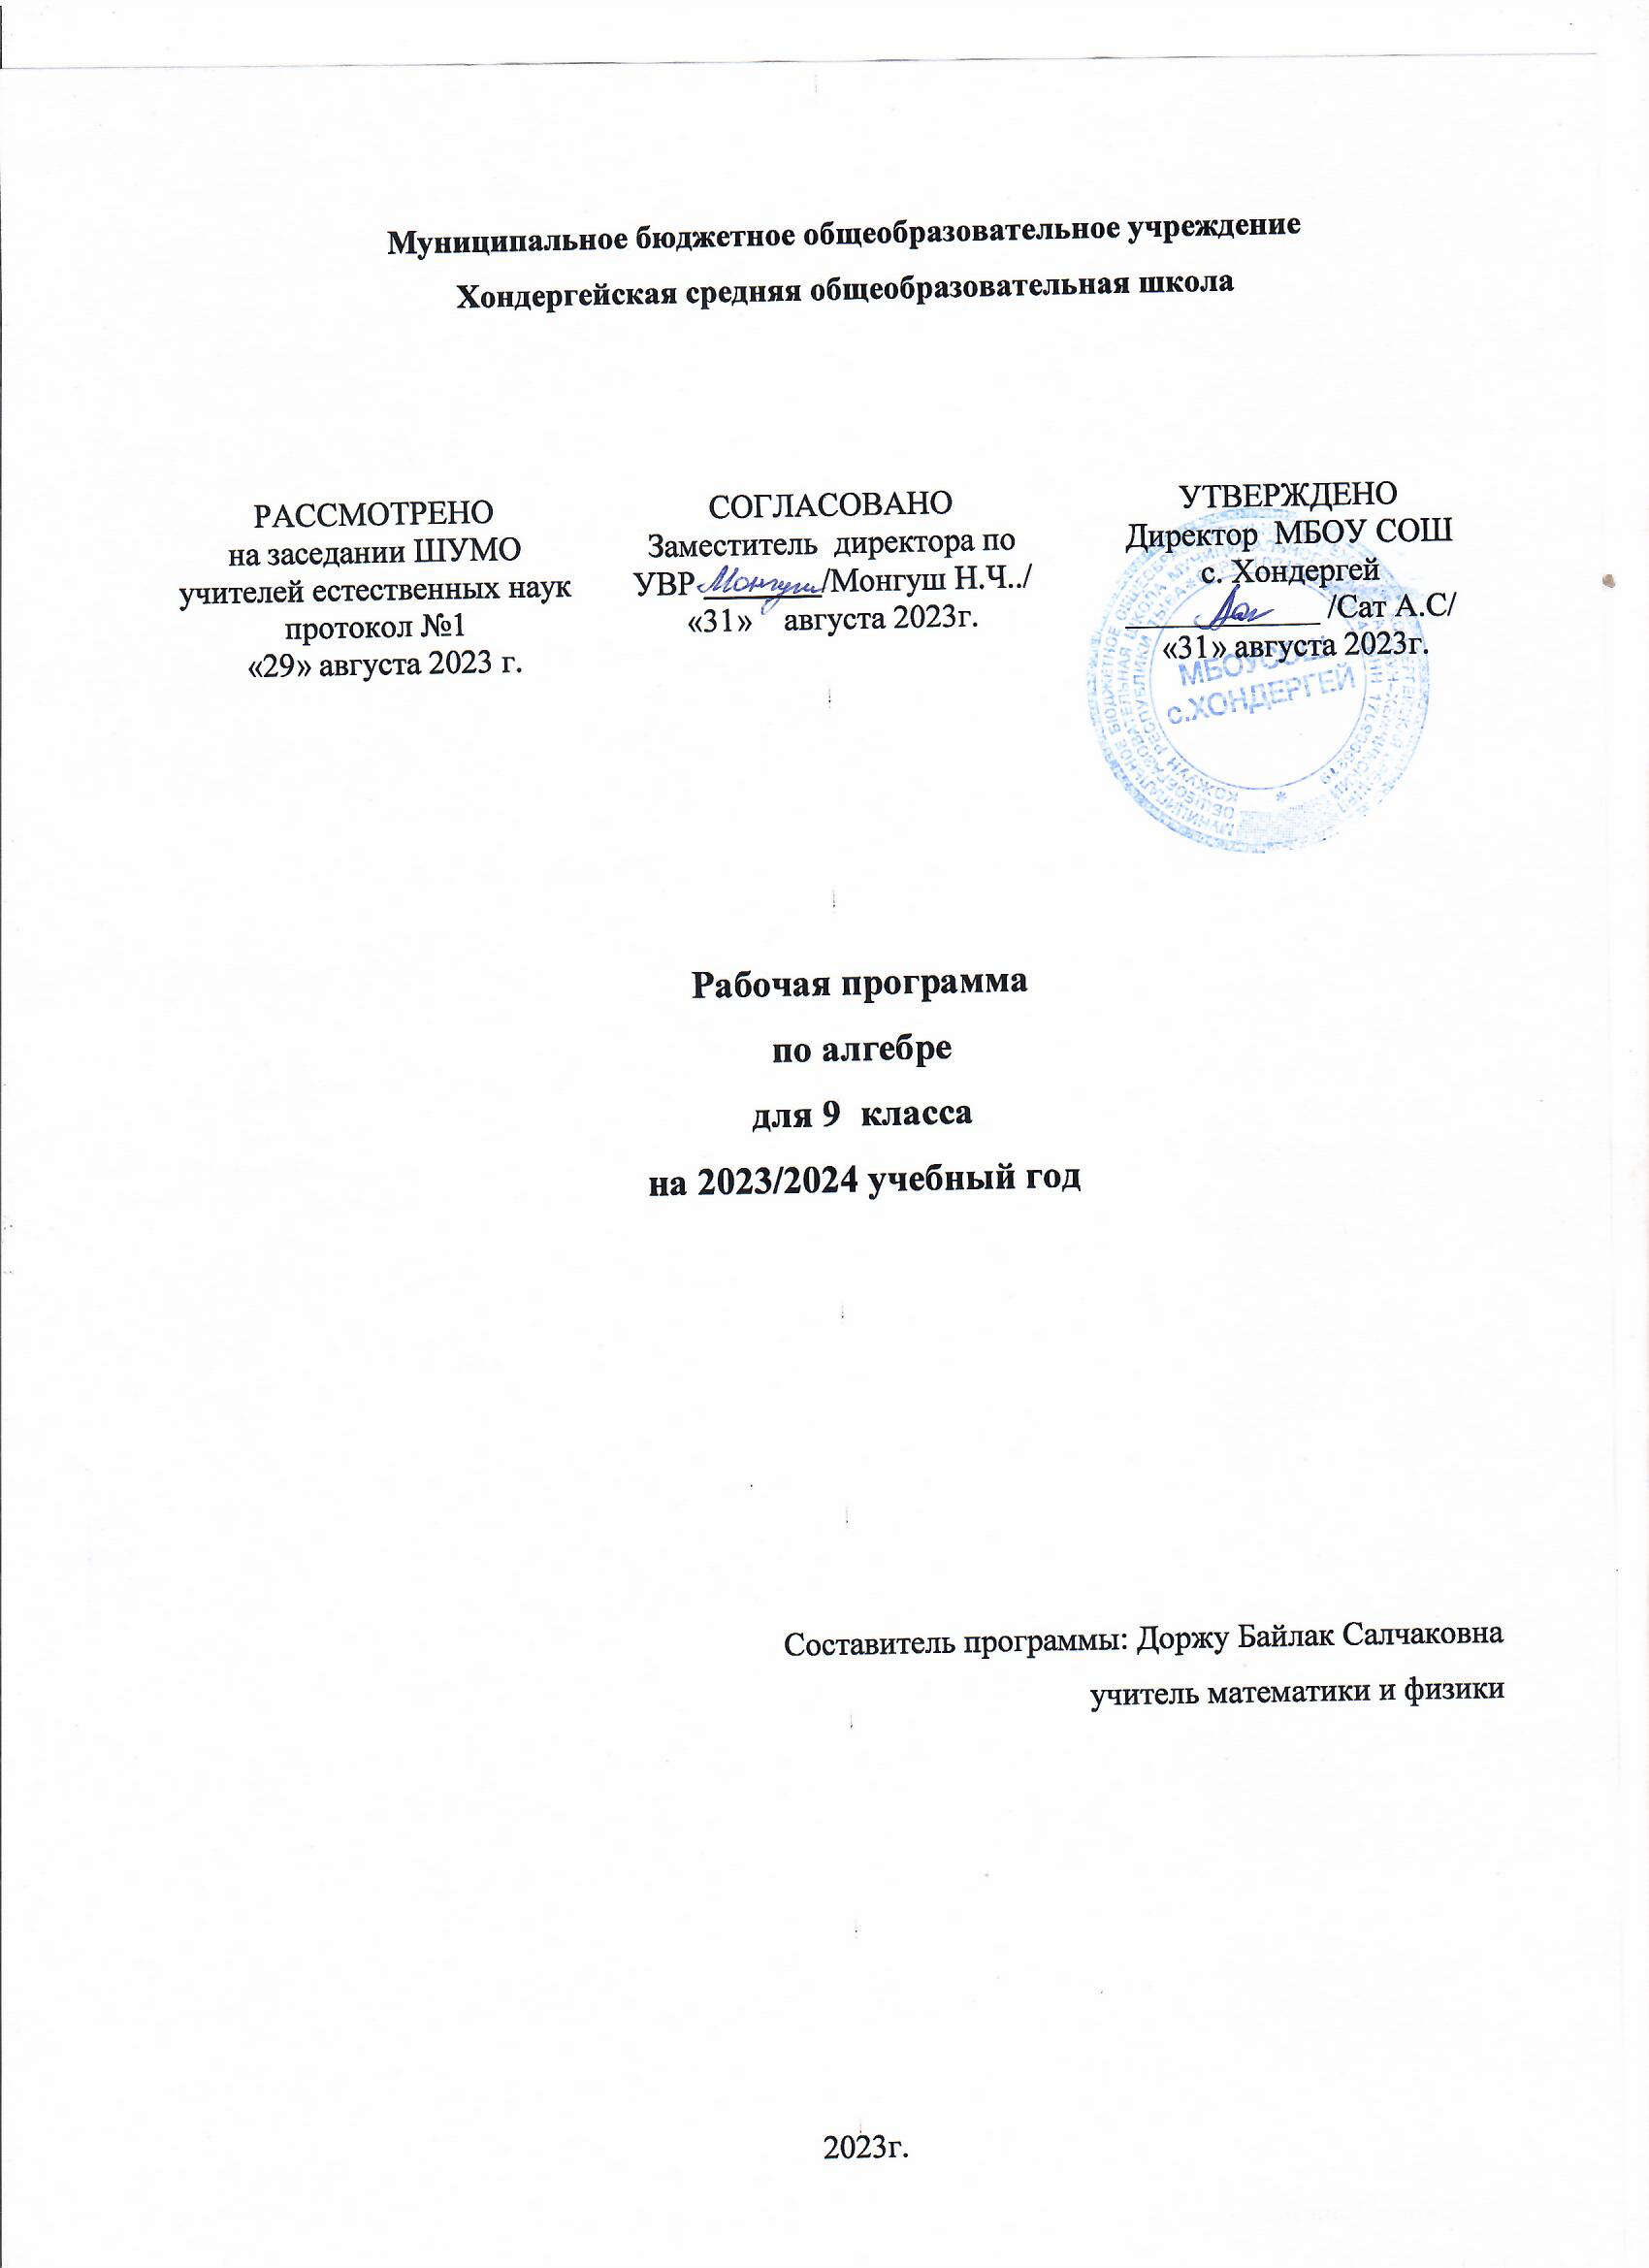 Муниципальное бюджетное общеобразовательное учреждение
Хондергейская средняя общеобразовательная школа
РАССМОТРЕНО
на заседании ШУМО
учителей естественных наук
протокол №1
«29» августа 2023 г.
СОГЛАСОВАНО
Заместитель директора по
УВР Монгуш/Монгуш Н.Ч../
«31» августа 2023г.
УТВЕРЖДЕНО
Директор МБОУ СОШ
с. Хондергей
/Сат А.С/
«31» августа 2023г.
МБОУ СОШ
с.ХОНДЕРГЕЙ
Рабочая программа
по алгебре
для 9 класса
на 2023/2024 учебный год
Составитель программы: Доржу Байлак Салчаковна
учитель математики и физики
2023г.